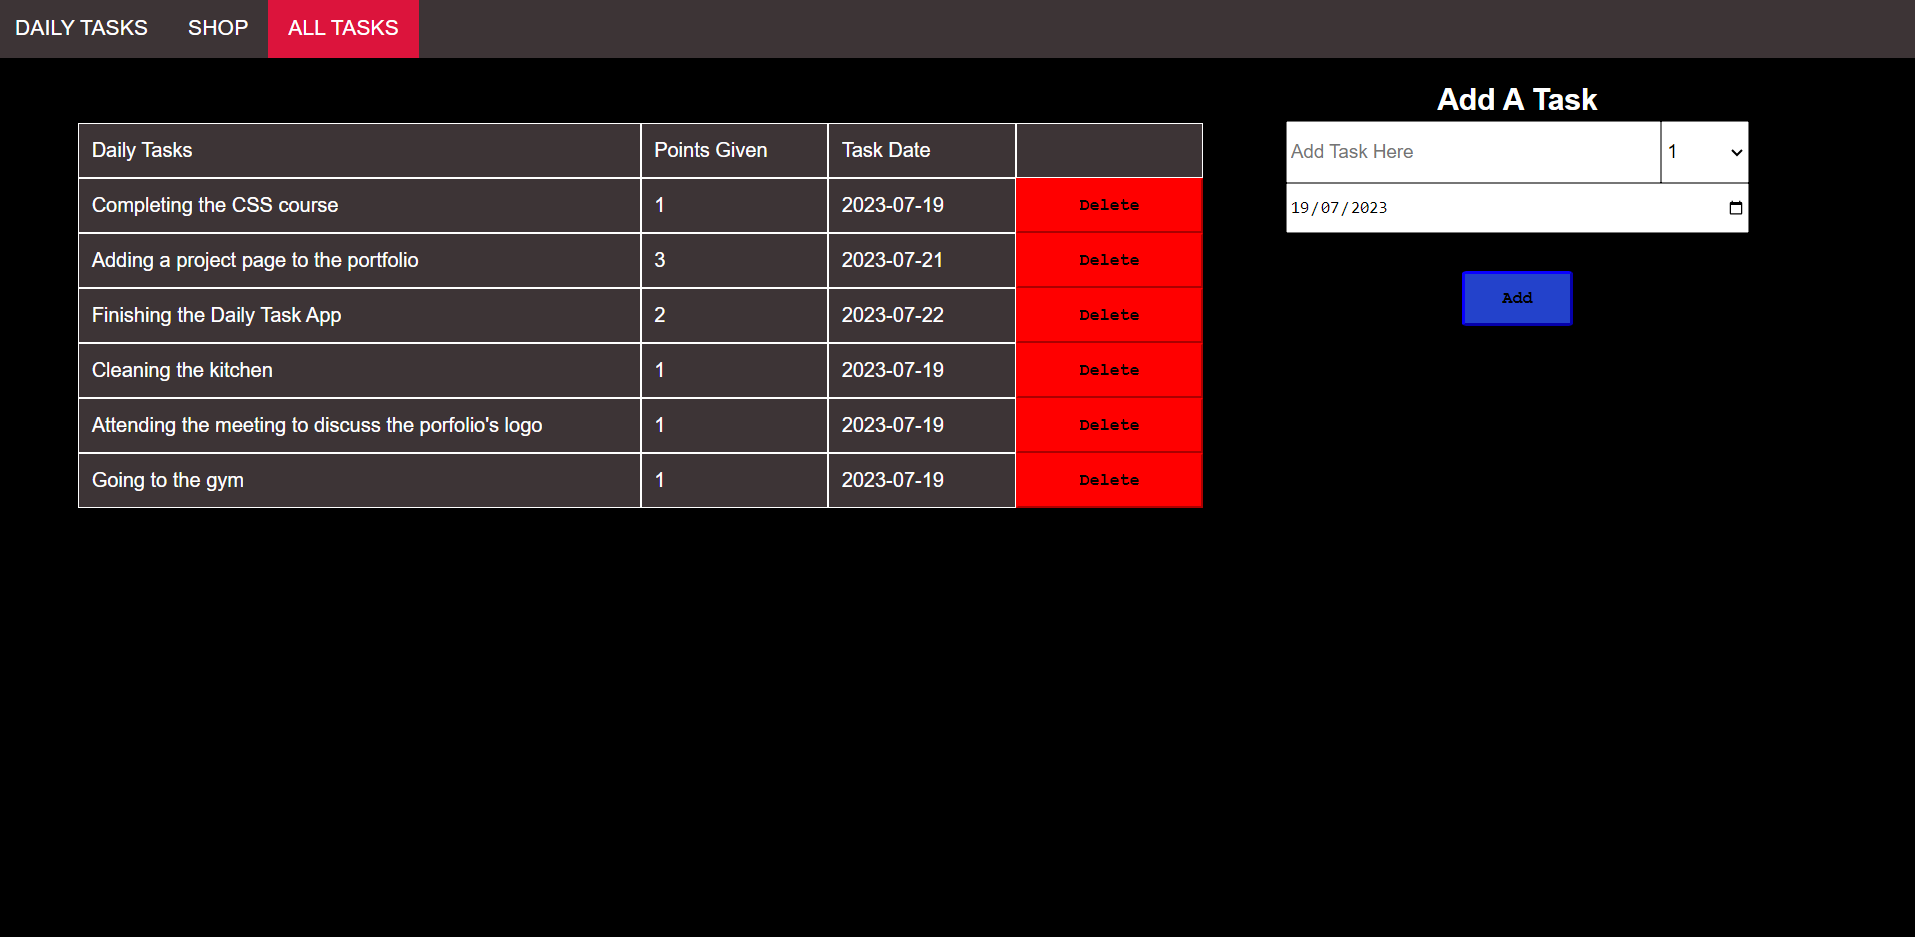 DAILY TASKS SHOP ALL TASKS
Add A Task
Daily Tasks Points Given Task Date
Completing the CSS course 1 2023-07-19 Delete
Adding a project page to the portfolio 3 2023-07-21 Delete
Finishing the Daily Task App 2 2023-07-22 Delete
Cleaning the kitchen 1 2023-07-19 Delete
Attending the meeting to discuss the porfolio's logo 1 2023-07-19 Delete
Going to the gym 1 2023-07-19 Delete
Add Task Here 1
19/07/2023
Add